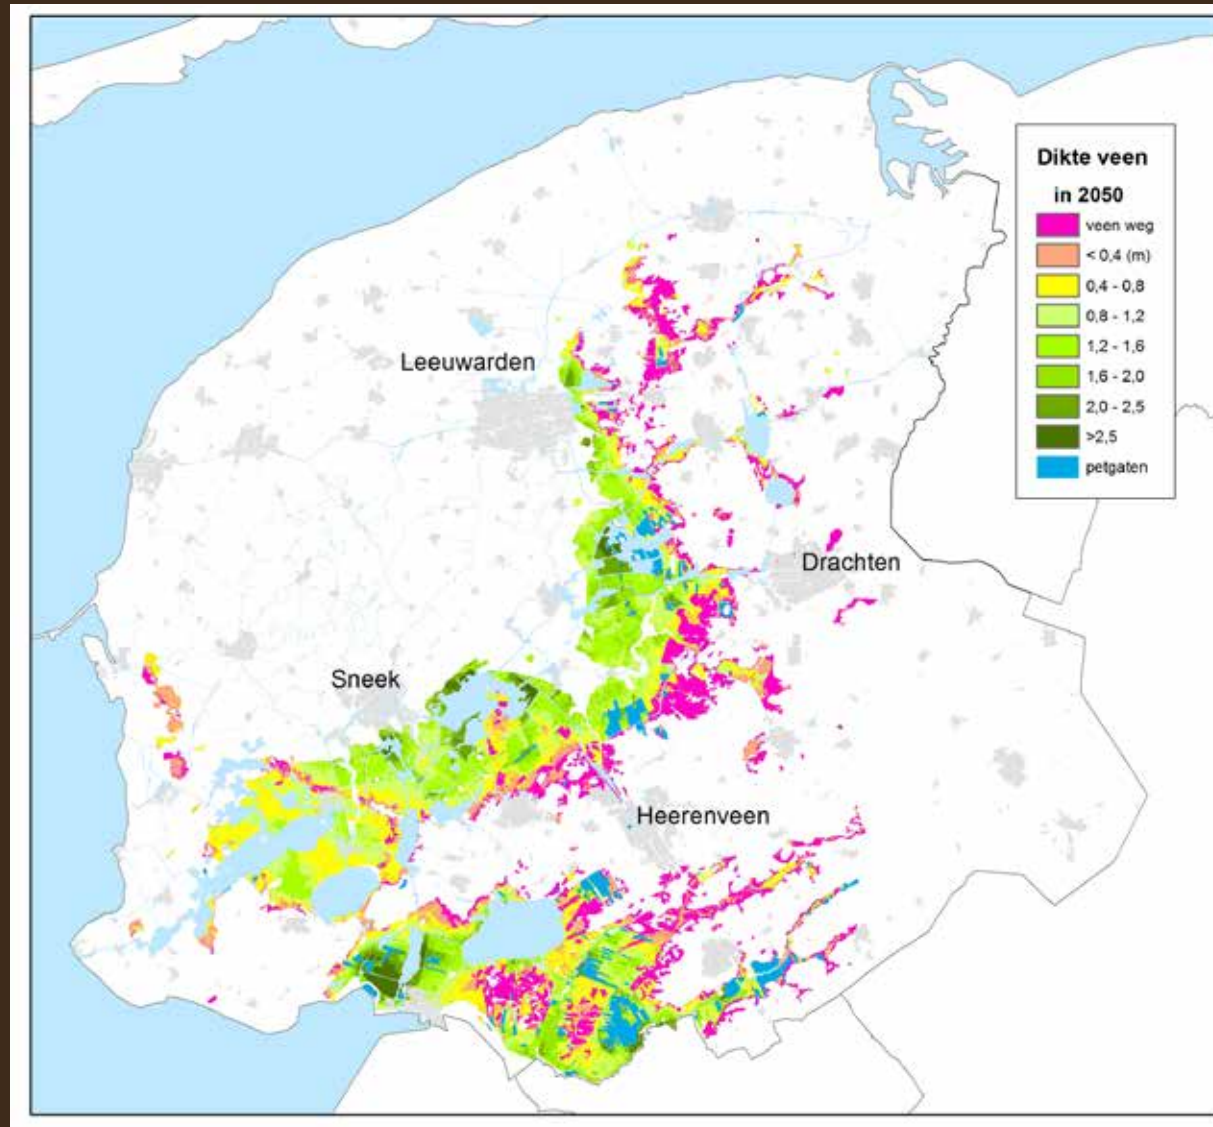 Dikte veen
in 2050
veen weg
< 0,4 (m)
0,4 - 0,8
0,8 - 1,2
1,2 - 1,6
1,6 - 2,0
2,0 - 2,5
>2,5
petgaten
Leeuwarden
Drachten
Sneek
Heerenveen